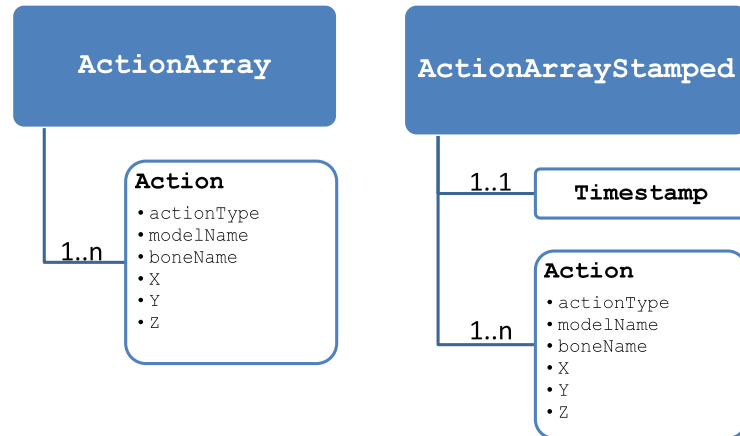 ActionArray
1..n
Action
• actionType
• modelName
• boneName
• X
• Y
• Z
ActionArrayStamped
1..1
Timestamp
1..n
Action
• actionType
• modelName
• boneName
• X
• Y
• Z